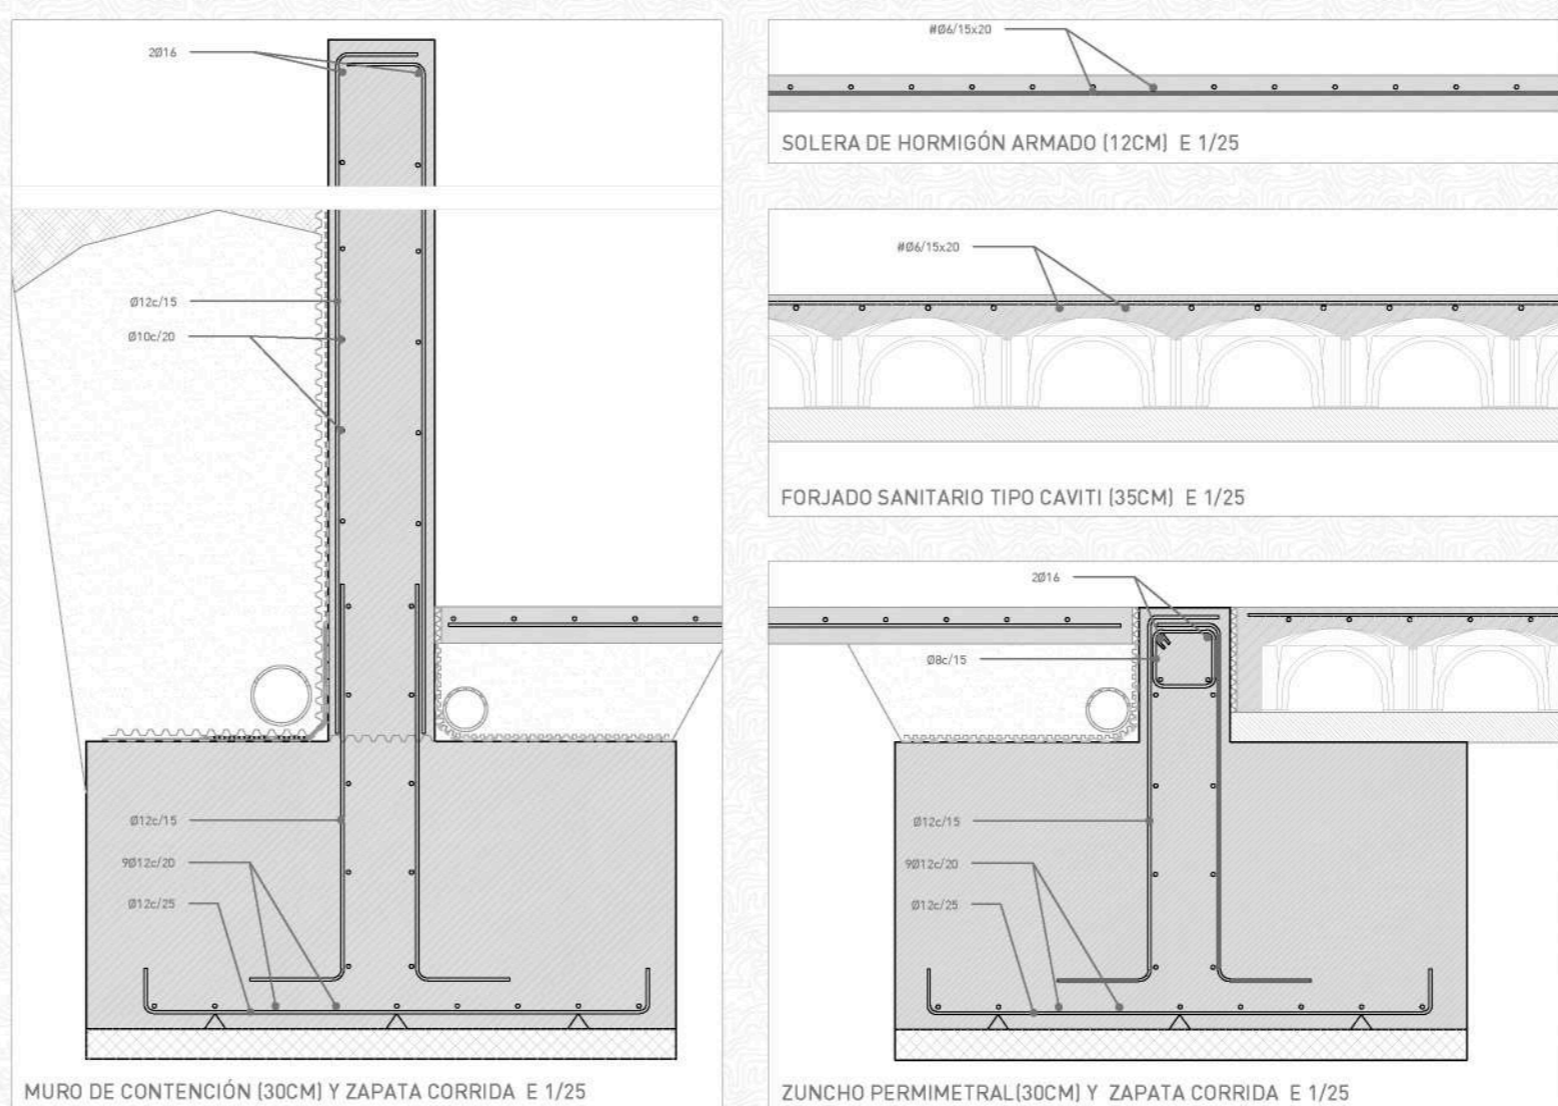 2Ø16
Ø12c/15
Ø10c/20
Ø12c/15
9Ø12c/20
Ø12c/25
MURO DE CONTENCIÓN (30CM) Y ZAPATA CORRIDA E 1/25
#Ø6/15x20
SOLERA DE HORMIGÓN ARMADO (12CM) E 1/25
#Ø6/15x20
FORJADO SANITARIO TIPO CAVITI (35CM) E 1/25
2Ø16
Ø8c/15
Ø12c/15
9Ø12c/20
Ø12c/25
ZUNCHO PERMIMETRAL(30CM) Y ZAPATA CORRIDA E 1/25